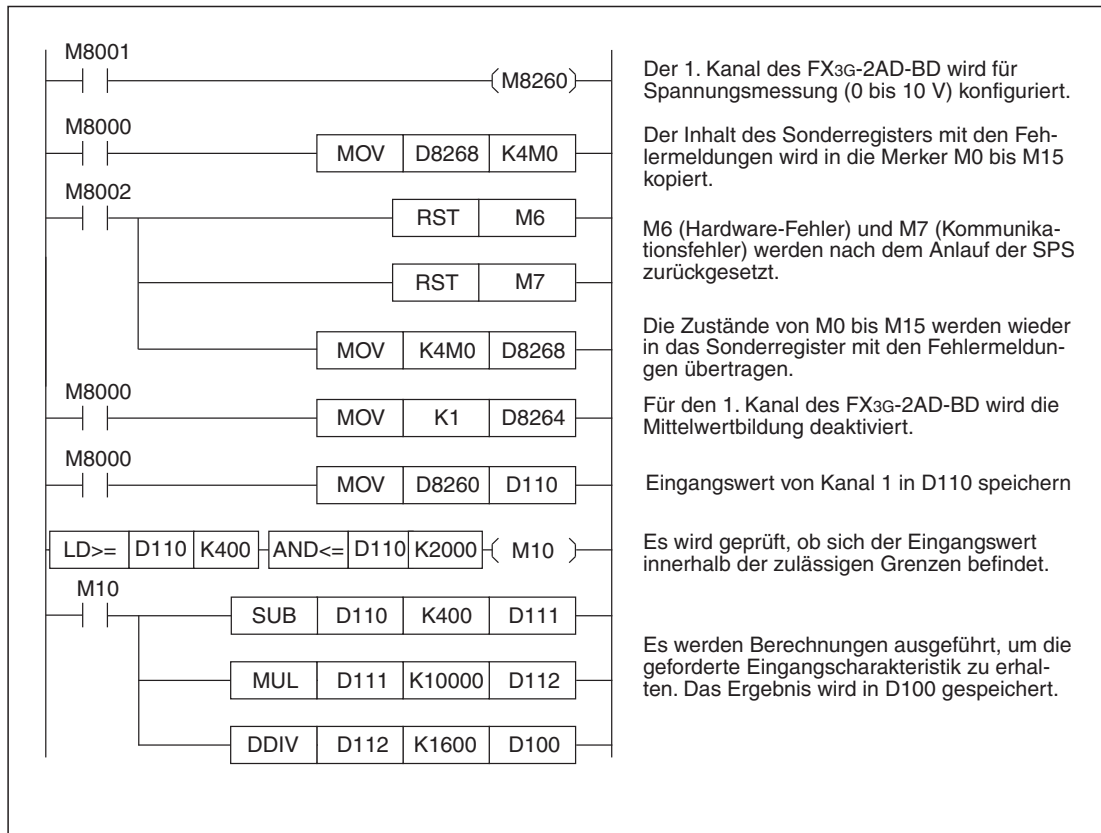 M8001
(M8260)
Der 1. Kanal des FX3G-2AD-BD wird für
Spannungsmessung (0 bis 10 V) konfiguriert.
M8000
MOV D8268 K4M0
Der Inhalt des Sonderregisters mit den Feh-
lermeldungen wird in die Merker M0 bis M15
kopiert.
M8002
RST M6
RST M7
M6 (Hardware-Fehler) und M7 (Kommunika-
tionsfehler) werden nach dem Anlauf der SPS
zurückgesetzt.
MOV K4M0 D8268
Die Zustände von M0 bis M15 werden wieder
in das Sonderregister mit den Fehlermeldun-
gen übertragen.
M8000
MOV K1 D8264
Für den 1. Kanal des FX3G-2AD-BD wird die
Mittelwertbildung deaktiviert.
M8000
MOV D8260 D110
Eingangswert von Kanal 1 in D110 speichern
LD>= D110 K400 AND<= D110 K2000 ( M10 )
Es wird geprüft, ob sich der Eingangswert
innerhalb der zulässigen Grenzen befindet.
M10
SUB D110 K400 D111
MUL D111 K10000 D112
DDIV D112 K1600 D100
Es werden Berechnungen ausgeführt, um die
geforderte Eingangscharakteristik zu erhal-
ten. Das Ergebnis wird in D100 gespeichert.